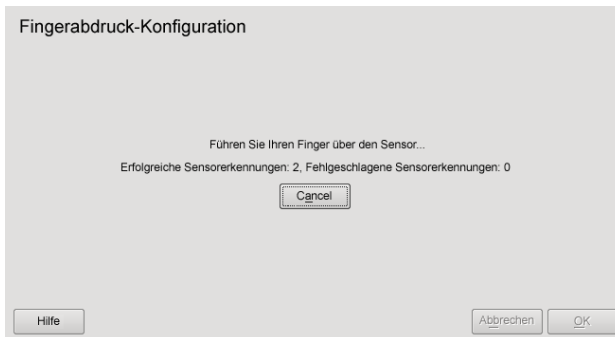 Fingerabdruck-Konfiguration
Führen Sie Ihren Finger über den Sensor...
Erfolgreiche Sensorerkennungen: 2, Fehlgeschlagene Sensorerkennungen: 0
Cancel
Hilfe
Abbrechen
OK